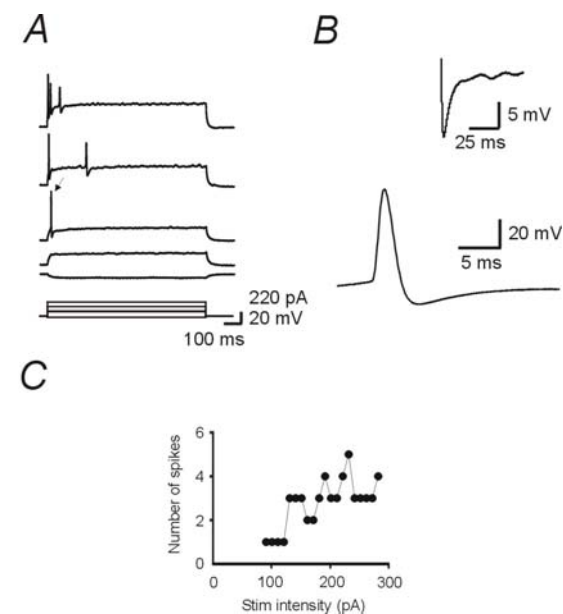 A
B
5 mV
25 ms
20 mV
5 ms
220 pA
20 mV
100 ms
C
Number of spikes
6
4
2
0
0
100
200
300
Stim intensity (pA)